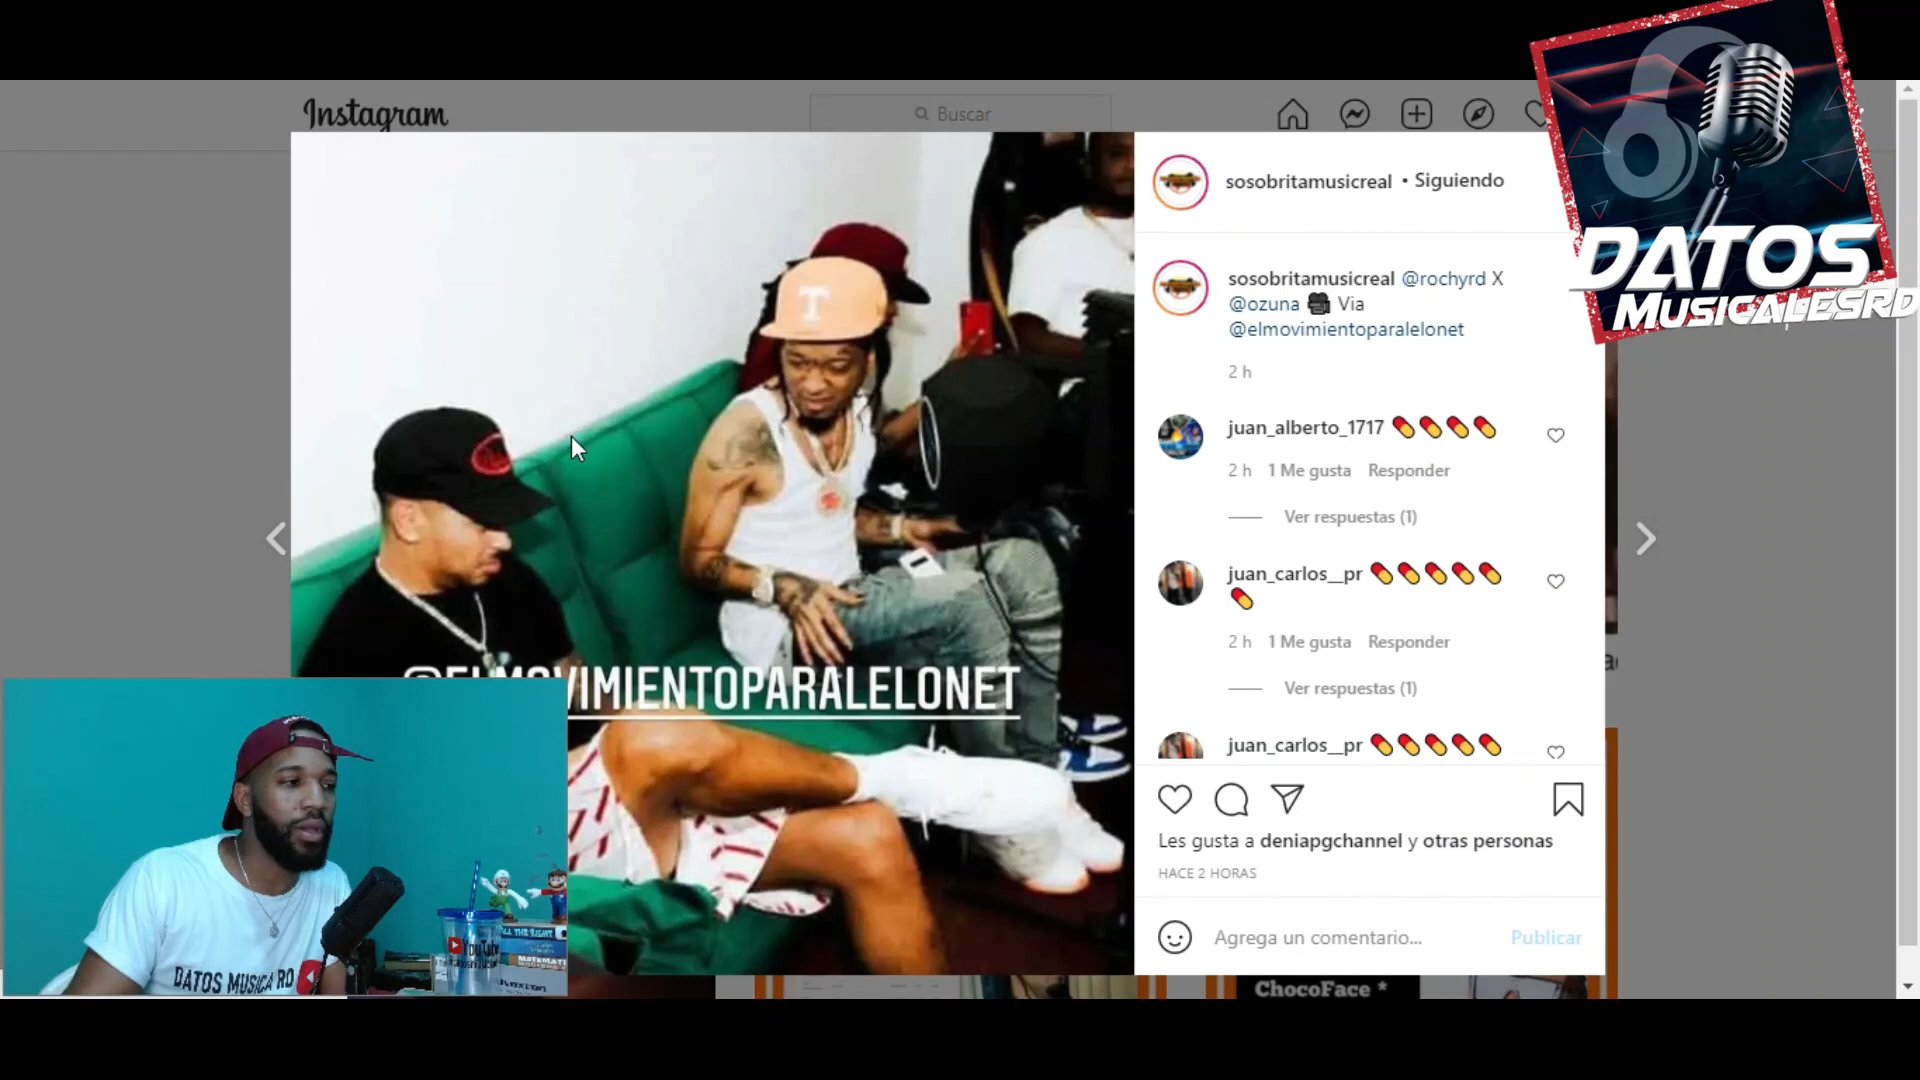 Instagram
Buscar
DATOS
MUSICALESRD
sosobritamusicreal • Siguiendo
sosobritamusicreal @rochyrd X
@ozuna 🎥 Via
@elmovimientoparalelonet
2 h
juan_alberto_1717 💊💊💊💊
2 h 1 Me gusta Responder
Ver respuestas (1)
juan_carlos__pr 💊💊💊💊💊
💊
2 h 1 Me gusta Responder
Ver respuestas (1)
juan_carlos__pr 💊💊💊💊💊
Les gusta a deniapgchannel y otras personas
HACE 2 HORAS
Agrega un comentario... Publicar
T
@ELMOVIMIENTOPARALELONET
DATOS MUSICA RD
YouTube
ChocoFace *